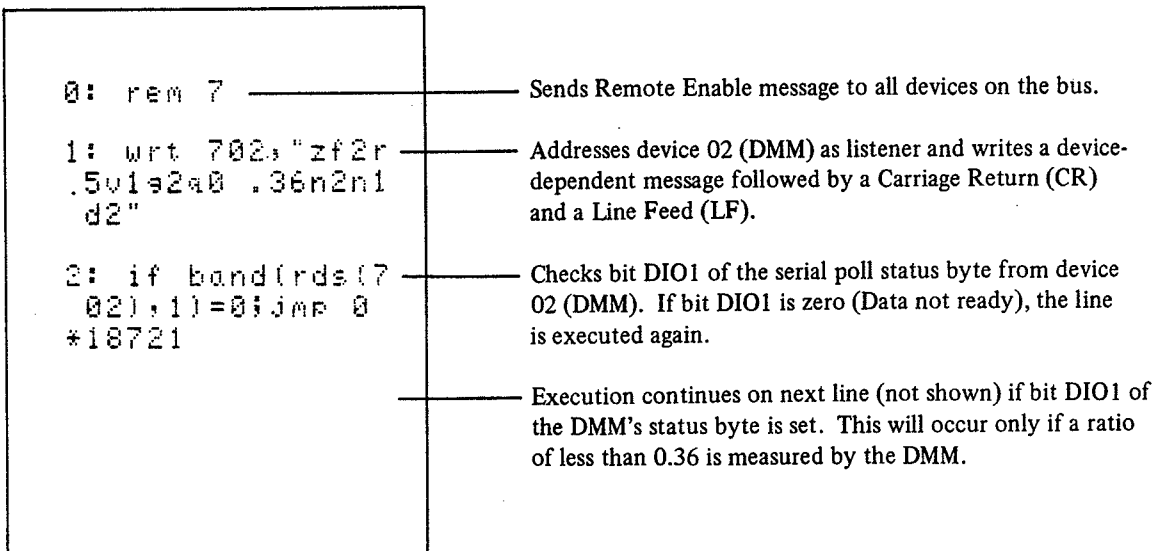 0: rem 7
Sends Remote Enable message to all devices on the bus.
1: wrt 702,"zf2r
.5v1s2q0 .36n2n1
d2"
Addresses device 02 (DMM) as listener and writes a device-
dependent message followed by a Carriage Return (CR)
and a Line Feed (LF).
2: if band(rds(7
02),1)=0;jmp 0
*18721
Checks bit DIO1 of the serial poll status byte from device
02 (DMM). If bit DIO1 is zero (Data not ready), the line
is executed again.
Execution continues on next line (not shown) if bit DIO1 of
the DMM's status byte is set. This will occur only if a ratio
of less than 0.36 is measured by the DMM.